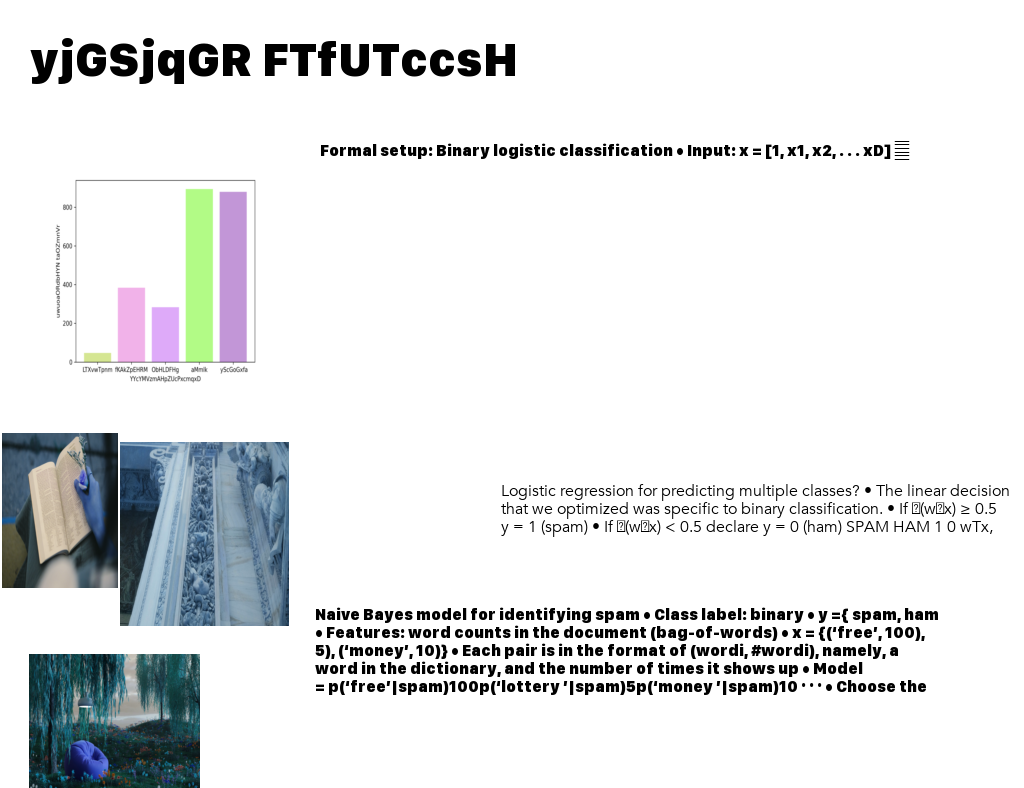 yjGSjqGR FTfUTccsH
Formal setup: Binary logistic classification • Input: x = [1, x1, x2, . . . xD]
800
600
400
200
0
uwuoaORdbHYN taOZmnVr
LTXvwTpnm fKAkZpEHRM ObHLDFHg aMmlk yScGoGxfa
YYcYMVzmAHpZUcPxcmqxD
Logistic regression for predicting multiple classes? • The linear decision
that we optimized was specific to binary classification. • If (wx) ≥ 0.5
y = 1 (spam) • If (wx) < 0.5 declare y = 0 (ham) SPAM HAM 1 0 wTx,
Naive Bayes model for identifying spam • Class label: binary • y ={ spam, ham
• Features: word counts in the document (bag-of-words) • x = {(‘free’, 100),
5), (‘money’, 10)} • Each pair is in the format of (wordi, #wordi), namely, a
word in the dictionary, and the number of times it shows up • Model
= p(‘free’|spam)100p(‘lottery ’|spam)5p(‘money ’|spam)10 · · · • Choose the